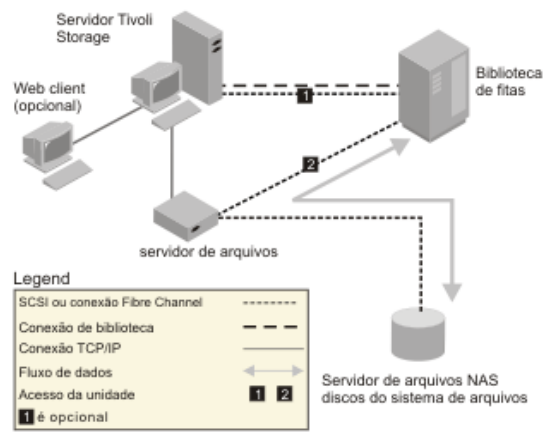 Servidor Tivoli
Storage
Web client
(opcional)
Biblioteca
de fitas
1
2
servidor de arquivos
Legend
SCSI ou conexão Fibre Channel
Conexão de biblioteca
Conexão TCP/IP
Fluxo de dados
Acesso da unidade 1 2
1 é opcional
Servidor de arquivos NAS
discos do sistema de arquivos